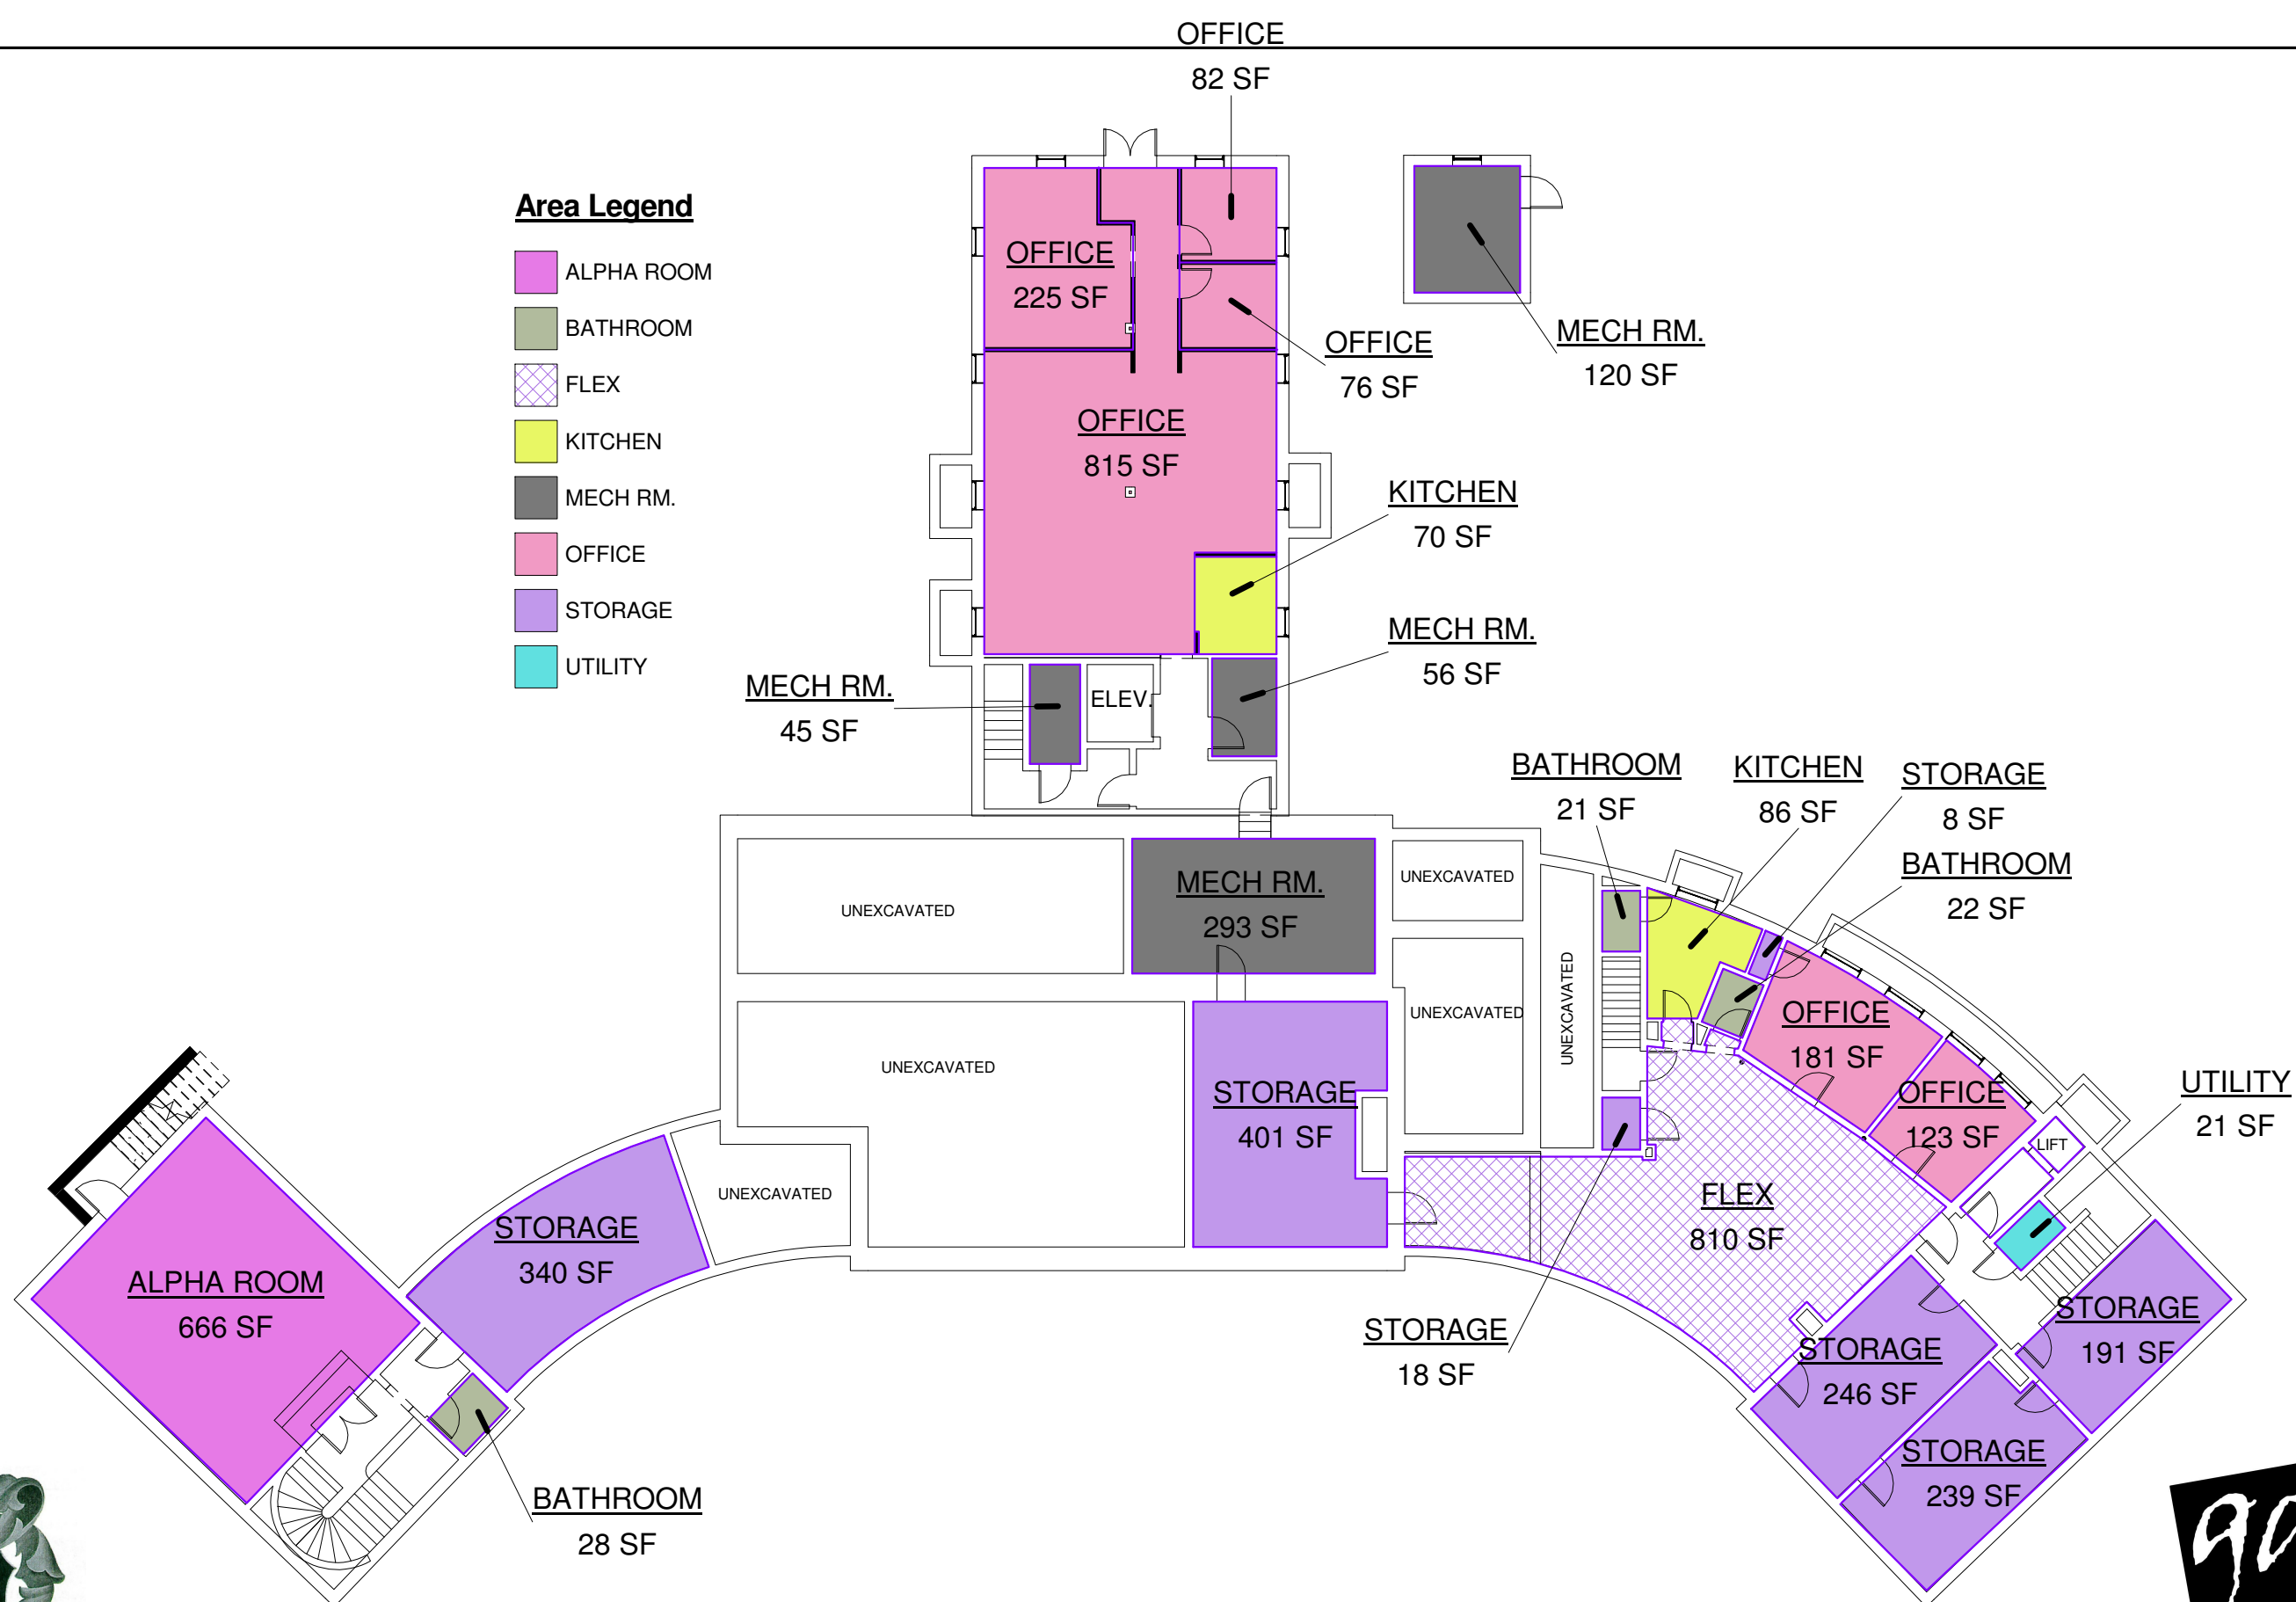 OFFICE
82 SF
Area Legend
ALPHA ROOM
BATHROOM
FLEX
KITCHEN
MECH RM.
OFFICE
STORAGE
UTILITY
OFFICE
225 SF
OFFICE
76 SF
MECH RM.
120 SF
OFFICE
815 SF
KITCHEN
70 SF
MECH RM.
56 SF
MECH RM.
45 SF
ELEV.
BATHROOM
21 SF
KITCHEN
86 SF
STORAGE
8 SF
BATHROOM
22 SF
UNEXCAVATED
MECH RM.
293 SF
UNEXCAVATED
UNEXCAVATED
UNEXCAVATED
UNEXCAVATED
OFFICE
181 SF
OFFICE
123 SF
UTILITY
21 SF
LIFT
STORAGE
401 SF
UNEXCAVATED
STORAGE
340 SF
FLEX
810 SF
ALPHA ROOM
666 SF
STORAGE
18 SF
STORAGE
246 SF
STORAGE
191 SF
STORAGE
239 SF
BATHROOM
28 SF